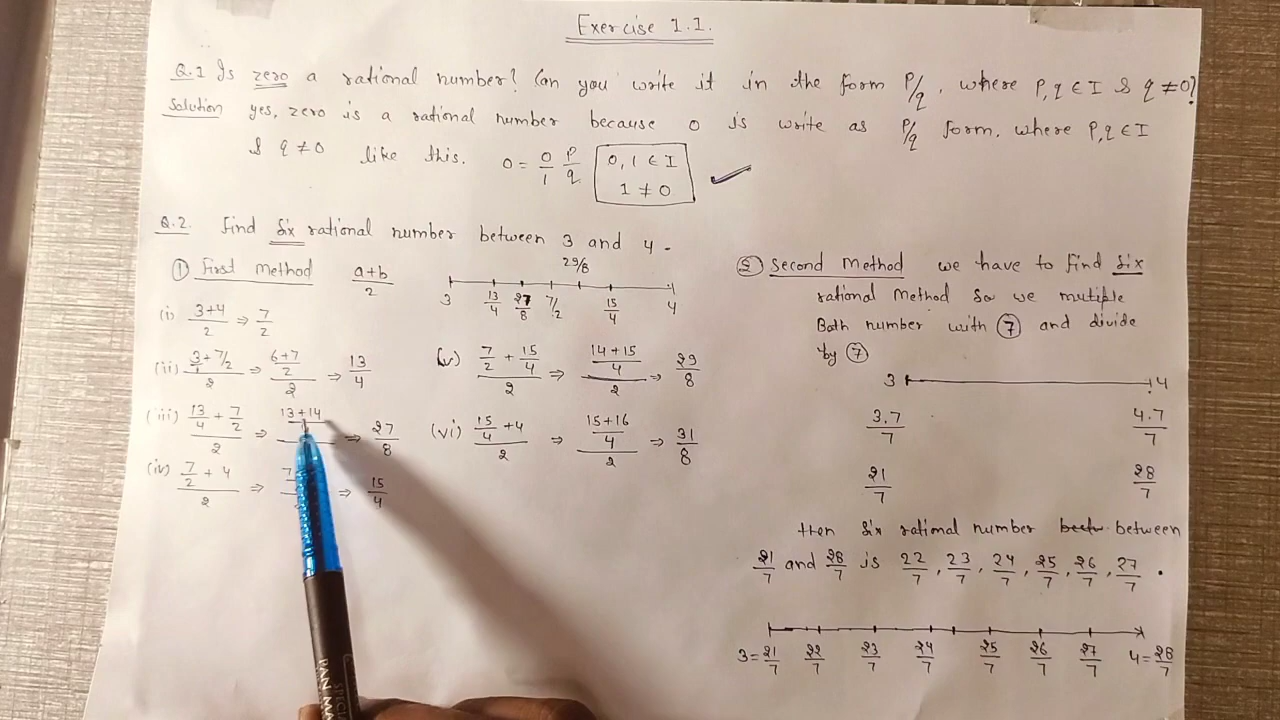 Exercise 1.1.
Q.1 Is zero a rational number? Can you write it in the form P/q, where P, q ∈ I & q ≠ 0?
Solution yes, zero is a rational number because 0 is write as P/q form. where P, q ∈ I
& q ≠ 0 like this. 0 = 0/1 P/q 0, 1 ∈ I
1 ≠ 0
Q.2. Find Six rational number between 3 and 4.
① First Method (a+b)/2
3 13/4 27/8 7/2 29/8 15/4 4
(i) (3+4)/2 ⇒ 7/2
(ii) (3/1 + 7/2)/2 ⇒ ((6+7)/2)/2 ⇒ 13/4
(iii) (13/4 + 7/2)/2 ⇒ 13+14 ⇒ 27/8
(iv) (7/2 + 4)/2 ⇒ 7 ⇒ 15/4
(v) (7/2 + 15/4)/2 ⇒ ((14+15)/4)/2 ⇒ 29/8
(vi) (15/4 + 4)/2 ⇒ ((15+16)/4)/2 ⇒ 31/8
② Second Method we have to find Six
rational Method So we mutiple
Both number with ⑦ and divide
by ⑦
3 4
3.7/7 4.7/7
21/7 28/7
then Six rational number between
21/7 and 28/7 is 22/7, 23/7, 24/7, 25/7, 26/7, 27/7.
3 = 21/7 22/7 23/7 24/7 25/7 26/7 27/7 4 = 28/7
SPECIAL